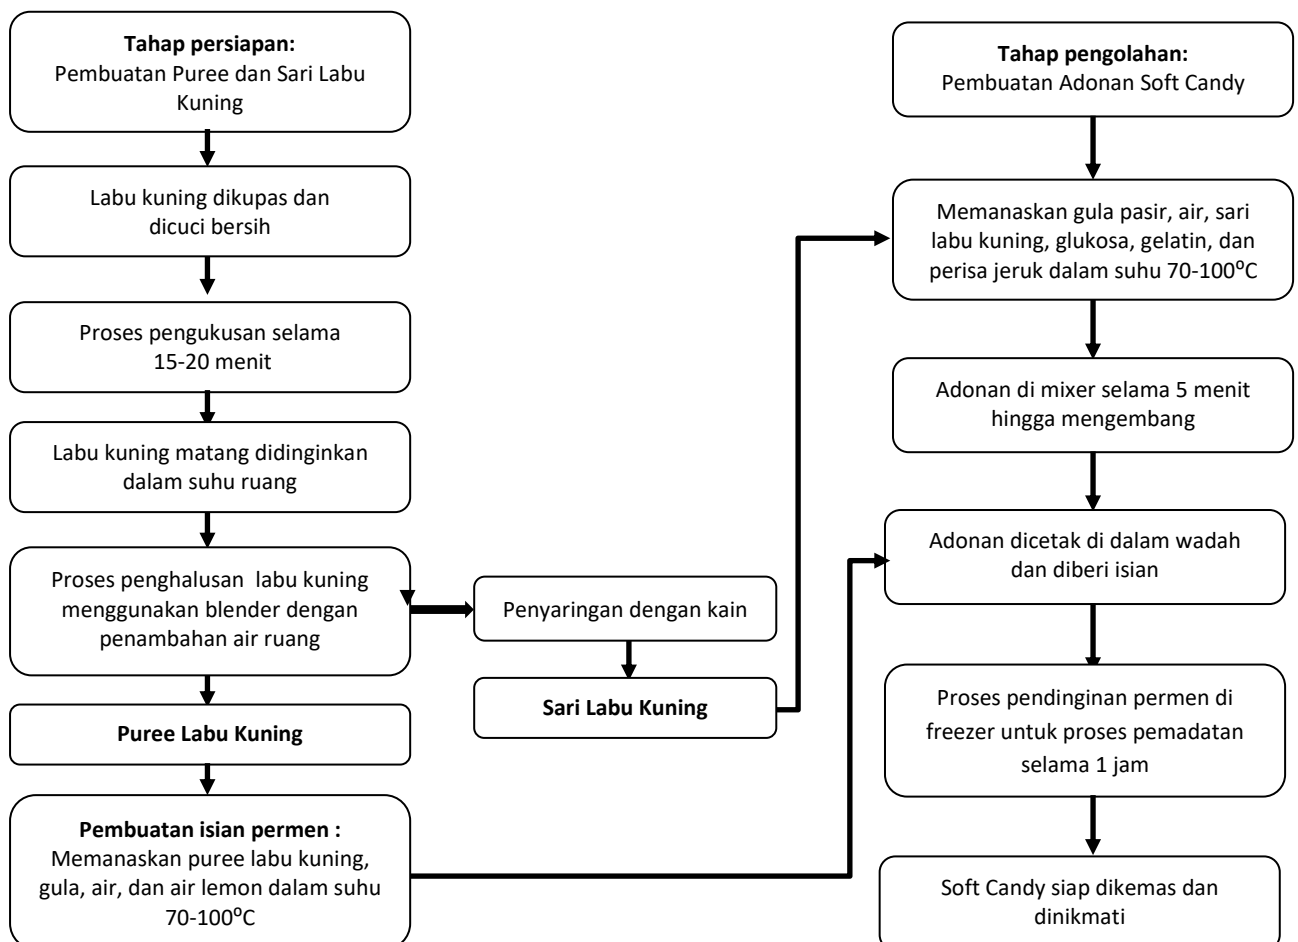 Tahap persiapan:
Pembuatan Puree dan Sari Labu
Kuning
Labu kuning dikupas dan
dicuci bersih
Proses pengukusan selama
15-20 menit
Labu kuning matang didinginkan
dalam suhu ruang
Proses penghalusan  labu kuning
menggunakan blender dengan
penambahan air ruang
Puree Labu Kuning
Pembuatan isian permen :
Memanaskan puree labu kuning,
gula, air, dan air lemon dalam suhu
70-100⁰C
Penyaringan dengan kain
Sari Labu Kuning
Tahap pengolahan:
Pembuatan Adonan Soft Candy
Memanaskan gula pasir, air, sari
labu kuning, glukosa, gelatin, dan
perisa jeruk dalam suhu 70-100⁰C
Adonan di mixer selama 5 menit
hingga mengembang
Adonan dicetak di dalam wadah
dan diberi isian
Proses pendinginan permen di
freezer untuk proses pemadatan
selama 1 jam
Soft Candy siap dikemas dan
dinikmati